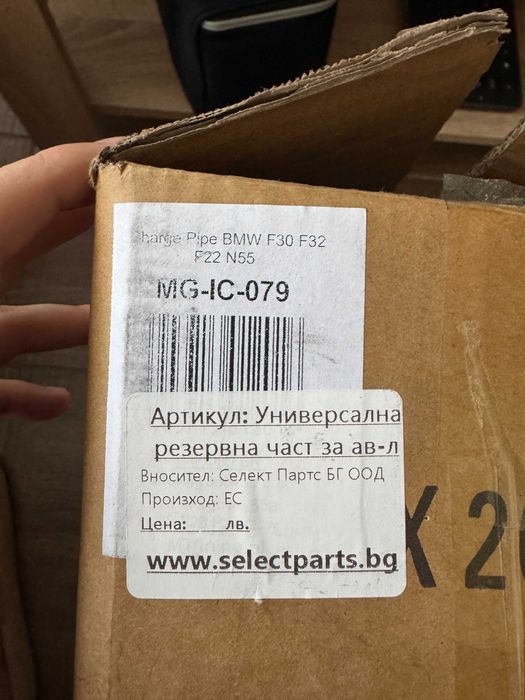 harge Pipe BMW F30 F32
F22 N55
MG-IC-079
Артикул: Универсална
резервна част за ав-л
Вносител: Селект Партс БГ ООД
Произход: ЕС
Цена: лв.
www.selectparts.bg
X 2